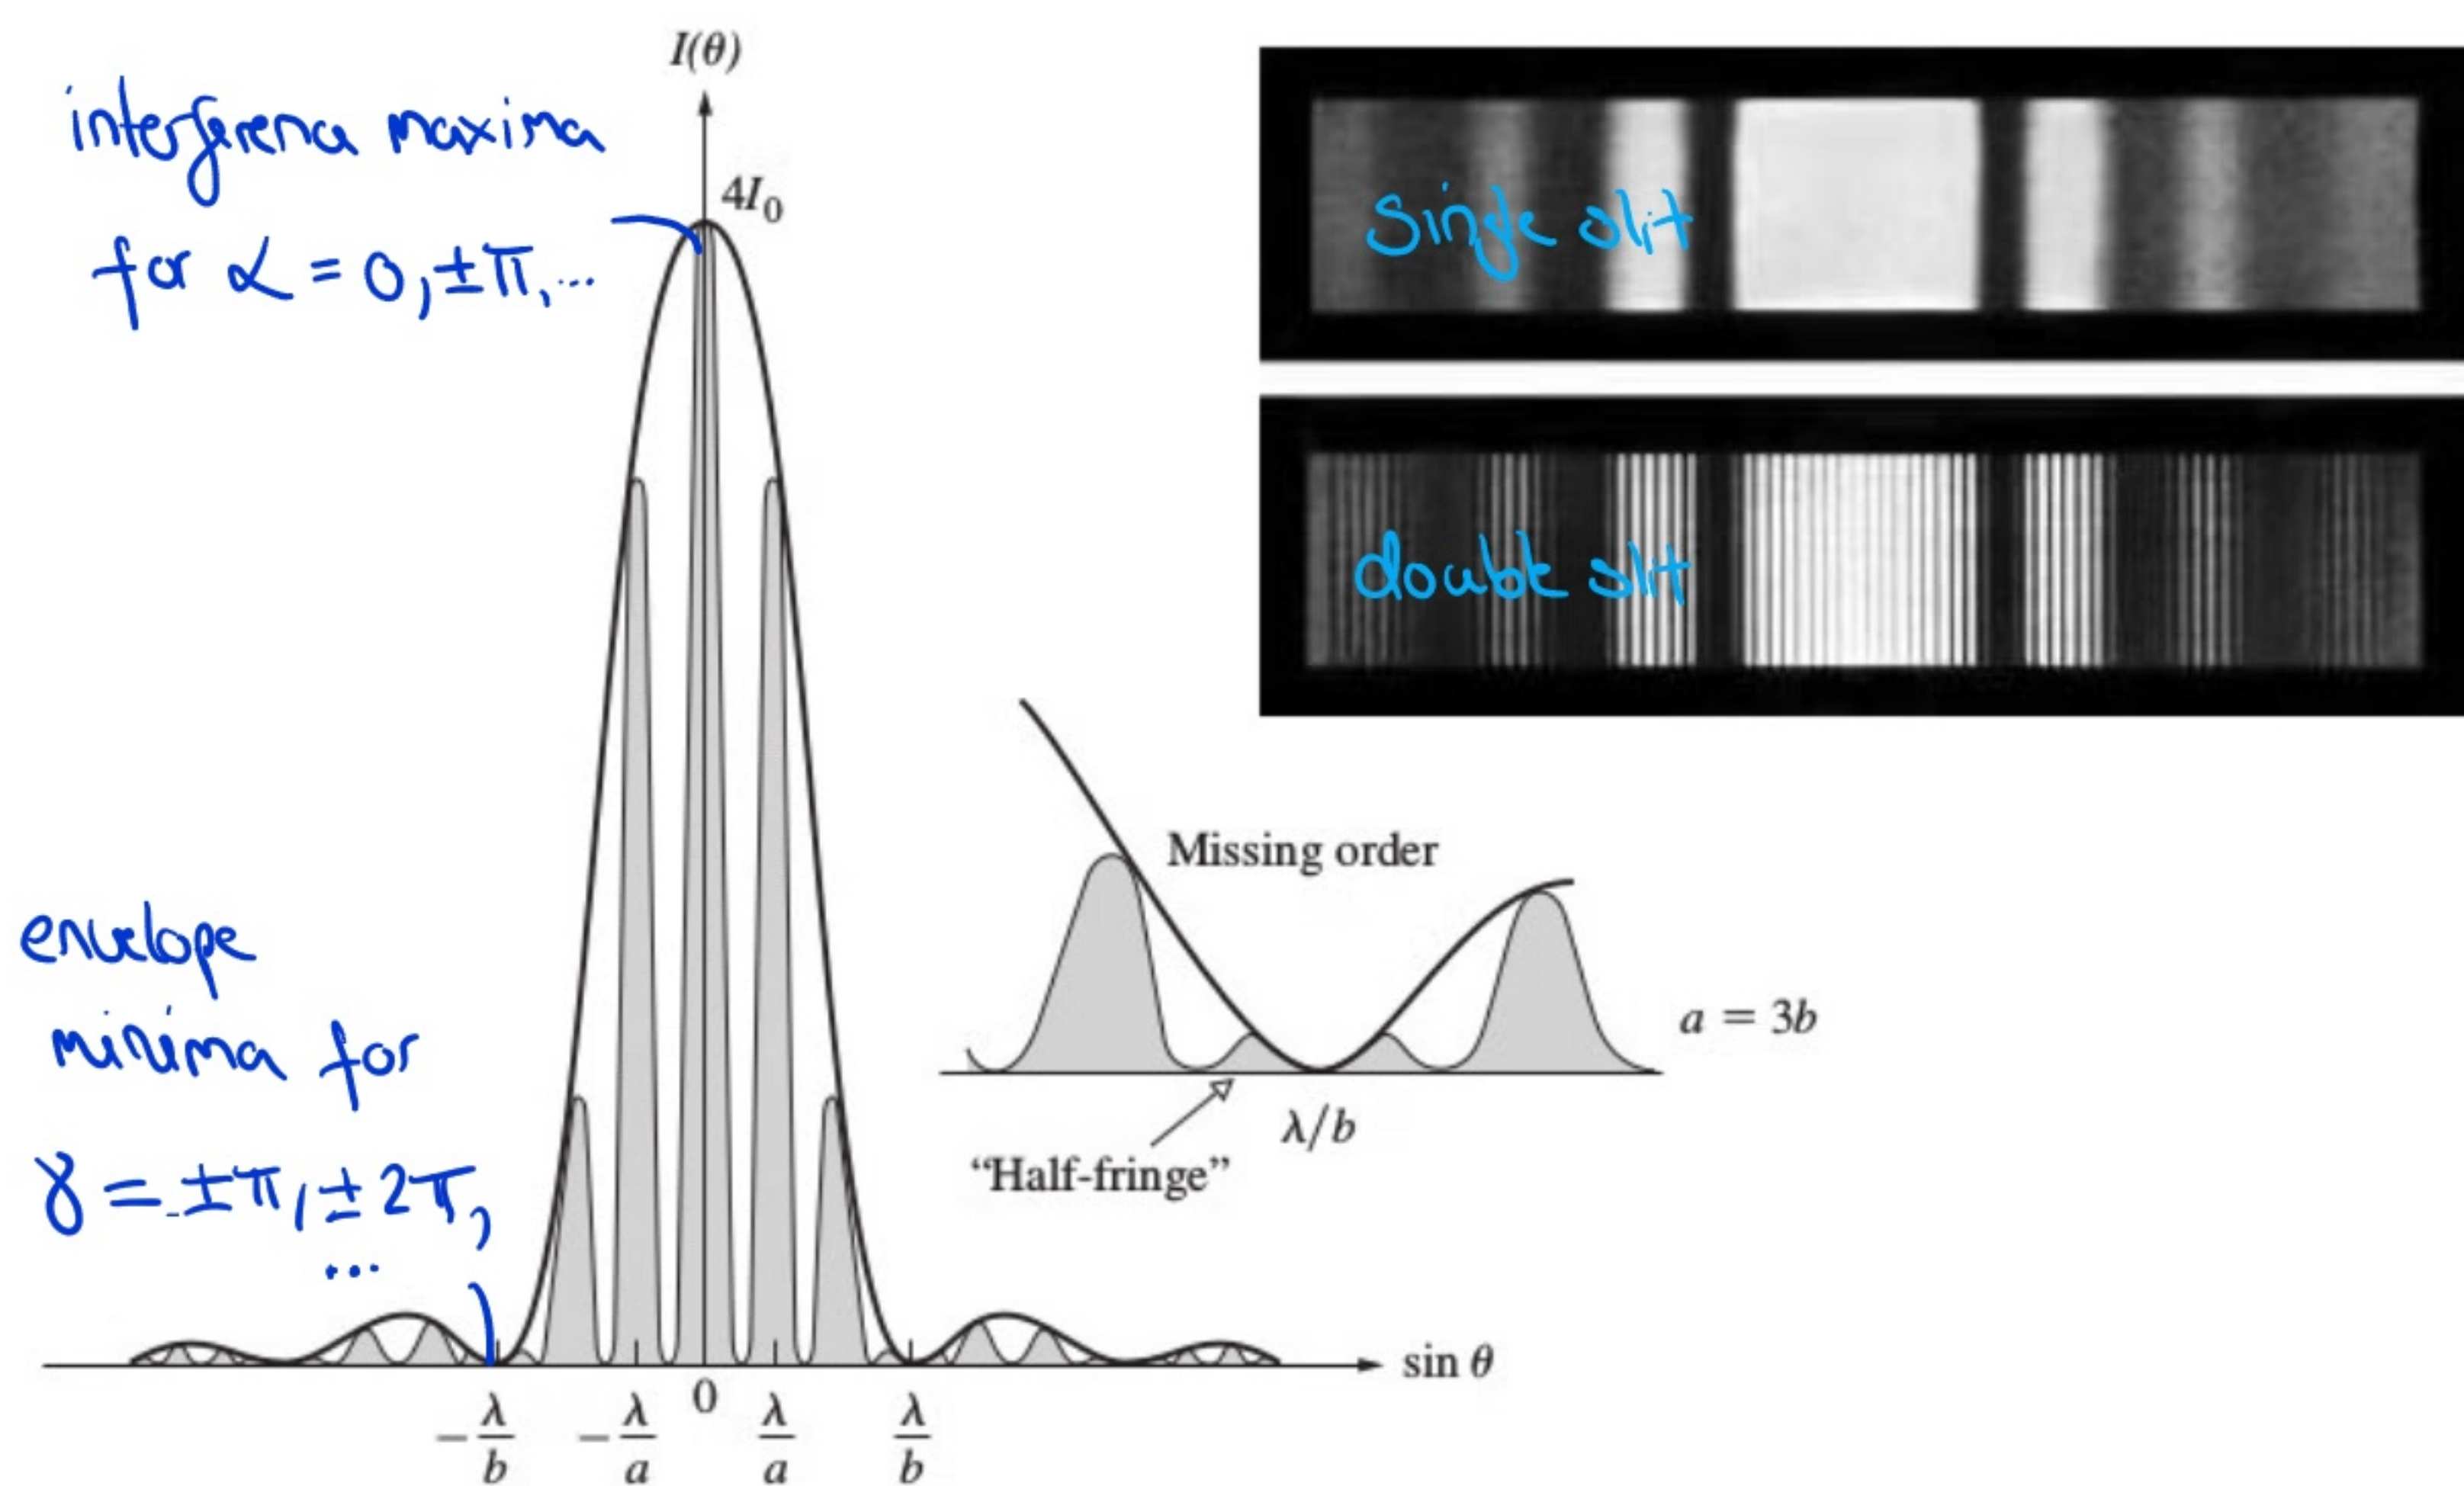 I(θ)
4I₀
interference maxima
for α = 0, ±π, ...
single slit
double slit
Missing order
a = 3b
λ/b
“Half-fringe”
envelope
minima for
γ = ±π, ±2π,
...
sin θ
−λ/b −λ/a 0 λ/a λ/b